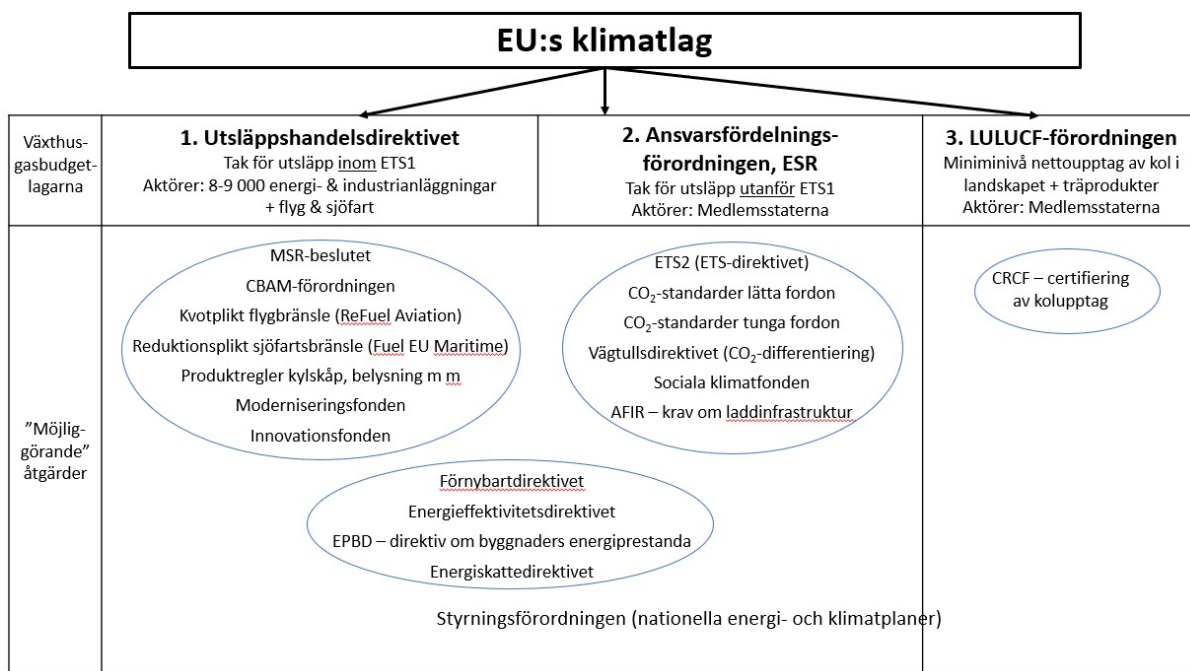 EU:s klimatlag
Växthus-
gasbudget-
lagarna
1. Utsläppshandelsdirektivet
Tak för utsläpp inom ETS1
Aktörer: 8-9 000 energi- & industrianläggningar
+ flyg & sjöfart
2. Ansvarsfördelnings-
förordningen, ESR
Tak för utsläpp utanför ETS1
Aktörer: Medlemsstaterna
3. LULUCF-förordningen
Miniminivå nettoupptag av kol i
landskapet + träprodukter
Aktörer: Medlemsstaterna
"Möjlig-
görande"
åtgärder
MSR-beslutet
CBAM-förordningen
Kvotplikt flygbränsle (ReFuel Aviation)
Reduktionsplikt sjöfartsbränsle (Fuel EU Maritime)
Produktregler kylskåp, belysning m m
Moderniseringsfonden
Innovationsfonden
ETS2 (ETS-direktivet)
CO₂-standarder lätta fordon
CO₂-standarder tunga fordon
Vägtullsdirektivet (CO₂-differentiering)
Sociala klimatfonden
AFIR – krav om laddinfrastruktur
CRCF – certifiering
av kolupptag
Förnybartdirektivet
Energieffektivitetsdirektivet
EPBD – direktiv om byggnaders energiprestanda
Energiskattedirektivet
Styrningsförordningen (nationella energi- och klimatplaner)